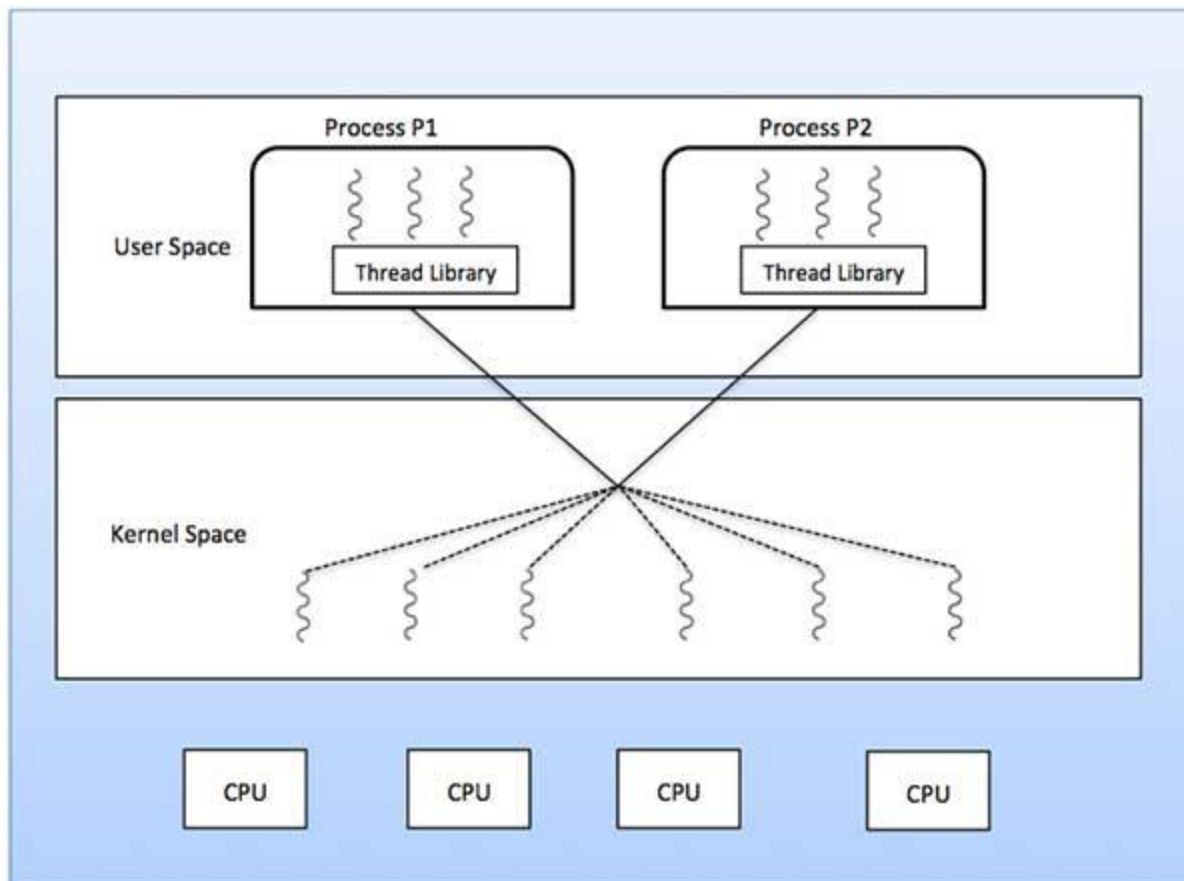 Process P1
Process P2
User Space
Thread Library
Thread Library
Kernel Space
CPU
CPU
CPU
CPU